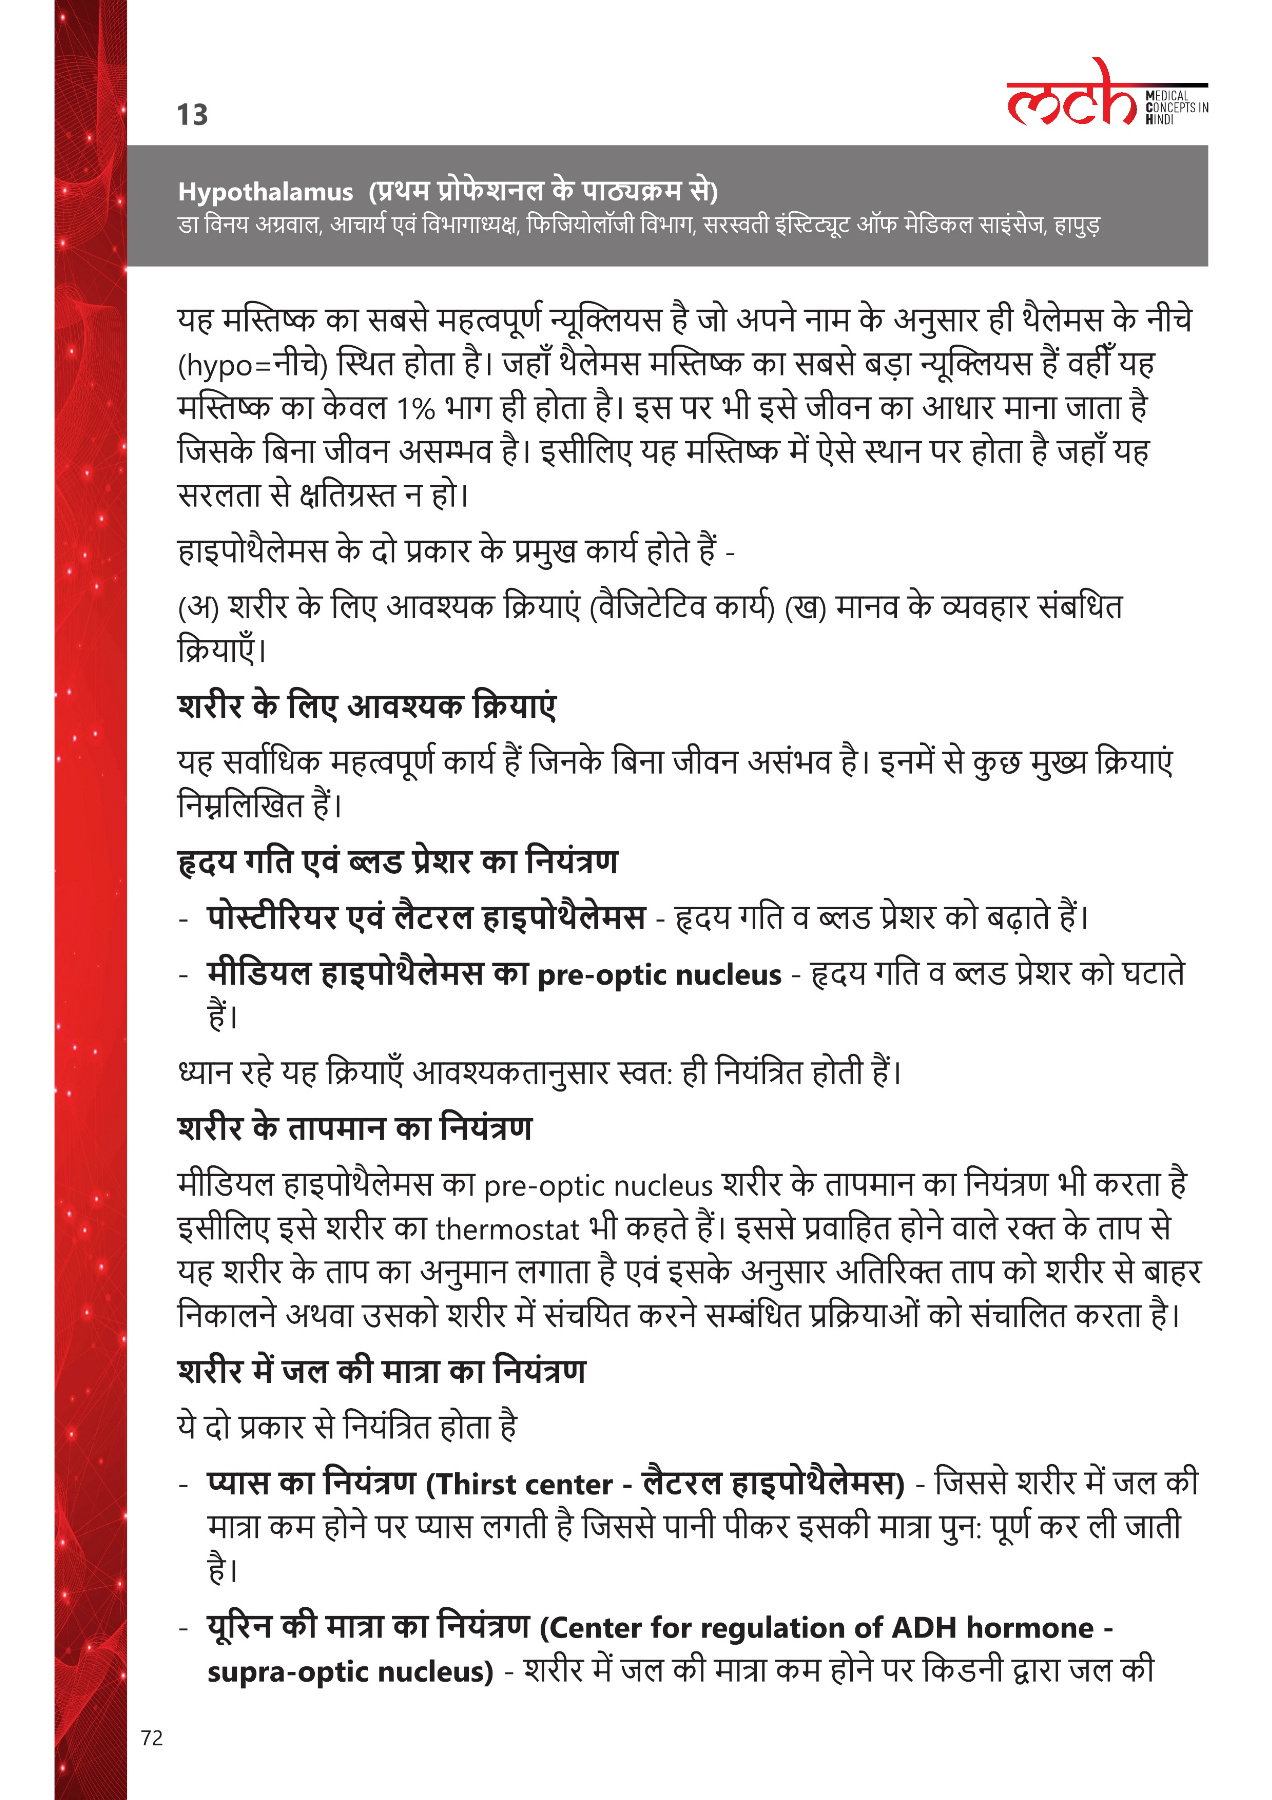 13
mch
MEDICAL
CONCEPTS IN
HINDI
Hypothalamus (प्रथम प्रोफेशनल के पाठ्यक्रम से)
डा विनय अग्रवाल, आचार्य एवं विभागाध्यक्ष, फिजियोलॉजी विभाग, सरस्वती इंस्टिट्यूट ऑफ मेडिकल साइंसेज, हापुड़
यह मस्तिष्क का सबसे महत्वपूर्ण न्यूक्लियस है जो अपने नाम के अनुसार ही थैलेमस के नीचे
(hypo=नीचे) स्थित होता है। जहाँ थैलेमस मस्तिष्क का सबसे बड़ा न्यूक्लियस हैं वहीँ यह
मस्तिष्क का केवल 1% भाग ही होता है। इस पर भी इसे जीवन का आधार माना जाता है
जिसके बिना जीवन असम्भव है। इसीलिए यह मस्तिष्क में ऐसे स्थान पर होता है जहाँ यह
सरलता से क्षतिग्रस्त न हो।
हाइपोथैलेमस के दो प्रकार के प्रमुख कार्य होते हैं -
(अ) शरीर के लिए आवश्यक क्रियाएं (वैजिटेटिव कार्य) (ख) मानव के व्यवहार संबधित
क्रियाएँ।
शरीर के लिए आवश्यक क्रियाएं
यह सर्वाधिक महत्वपूर्ण कार्य हैं जिनके बिना जीवन असंभव है। इनमें से कुछ मुख्य क्रियाएं
निम्नलिखित हैं।
हृदय गति एवं ब्लड प्रेशर का नियंत्रण
- पोस्टीरियर एवं लैटरल हाइपोथैलेमस - हृदय गति व ब्लड प्रेशर को बढ़ाते हैं।
- मीडियल हाइपोथैलेमस का pre-optic nucleus - हृदय गति व ब्लड प्रेशर को घटाते
हैं।
ध्यान रहे यह क्रियाएँ आवश्यकतानुसार स्वत: ही नियंत्रित होती हैं।
शरीर के तापमान का नियंत्रण
मीडियल हाइपोथैलेमस का pre-optic nucleus शरीर के तापमान का नियंत्रण भी करता है
इसीलिए इसे शरीर का thermostat भी कहते हैं। इससे प्रवाहित होने वाले रक्त के ताप से
यह शरीर के ताप का अनुमान लगाता है एवं इसके अनुसार अतिरिक्त ताप को शरीर से बाहर
निकालने अथवा उसको शरीर में संचयित करने सम्बंधित प्रक्रियाओं को संचालित करता है।
शरीर में जल की मात्रा का नियंत्रण
ये दो प्रकार से नियंत्रित होता है
- प्यास का नियंत्रण (Thirst center - लैटरल हाइपोथैलेमस) - जिससे शरीर में जल की
मात्रा कम होने पर प्यास लगती है जिससे पानी पीकर इसकी मात्रा पुन: पूर्ण कर ली जाती
है।
- यूरिन की मात्रा का नियंत्रण (Center for regulation of ADH hormone -
supra-optic nucleus) - शरीर में जल की मात्रा कम होने पर किडनी द्वारा जल की
72